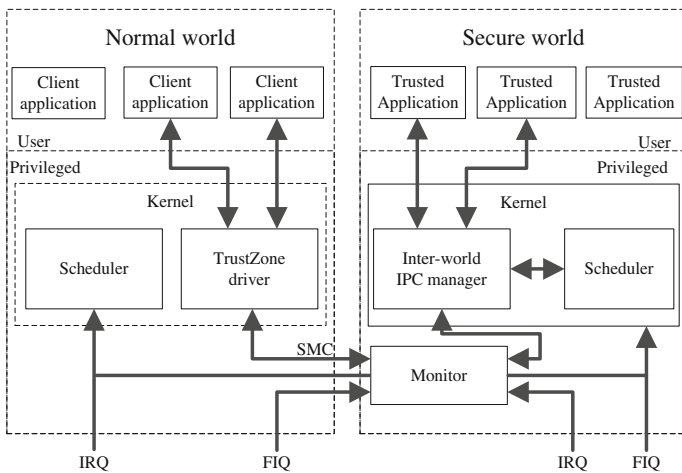 Normal world
Secure world
Client
application
Client
application
Client
application
Trusted
Application
Trusted
Application
Trusted
Application
User
User
Privileged
Privileged
Kernel
Kernel
Scheduler
TrustZone
driver
Inter-world
IPC manager
Scheduler
SMC
Monitor
IRQ
FIQ
IRQ
FIQ